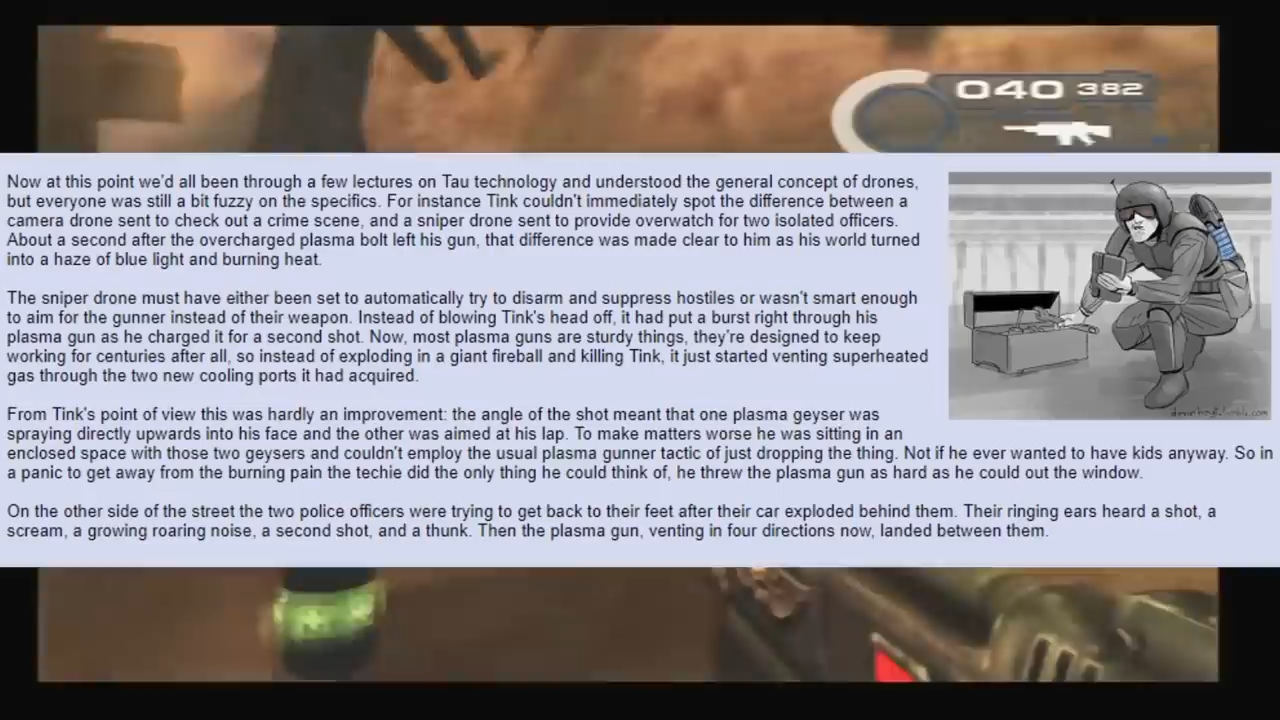 040 382
Now at this point we'd all been through a few lectures on Tau technology and understood the general concept of drones,
but everyone was still a bit fuzzy on the specifics. For instance Tink couldn't immediately spot the difference between a
camera drone sent to check out a crime scene, and a sniper drone sent to provide overwatch for two isolated officers.
About a second after the overcharged plasma bolt left his gun, that difference was made clear to him as his world turned
into a haze of blue light and burning heat.
The sniper drone must have either been set to automatically try to disarm and suppress hostiles or wasn't smart enough
to aim for the gunner instead of their weapon. Instead of blowing Tink's head off, it had put a burst right through his
plasma gun as he charged it for a second shot. Now, most plasma guns are sturdy things, they're designed to keep
working for centuries after all, so instead of exploding in a giant fireball and killing Tink, it just started venting superheated
gas through the two new cooling ports it had acquired.
From Tink's point of view this was hardly an improvement: the angle of the shot meant that one plasma geyser was
spraying directly upwards into his face and the other was aimed at his lap. To make matters worse he was sitting in an
enclosed space with those two geysers and couldn't employ the usual plasma gunner tactic of just dropping the thing. Not if he ever wanted to have kids anyway. So in
a panic to get away from the burning pain the techie did the only thing he could think of, he threw the plasma gun as hard as he could out the window.
On the other side of the street the two police officers were trying to get back to their feet after their car exploded behind them. Their ringing ears heard a shot, a
scream, a growing roaring noise, a second shot, and a thunk. Then the plasma gun, venting in four directions now, landed between them.